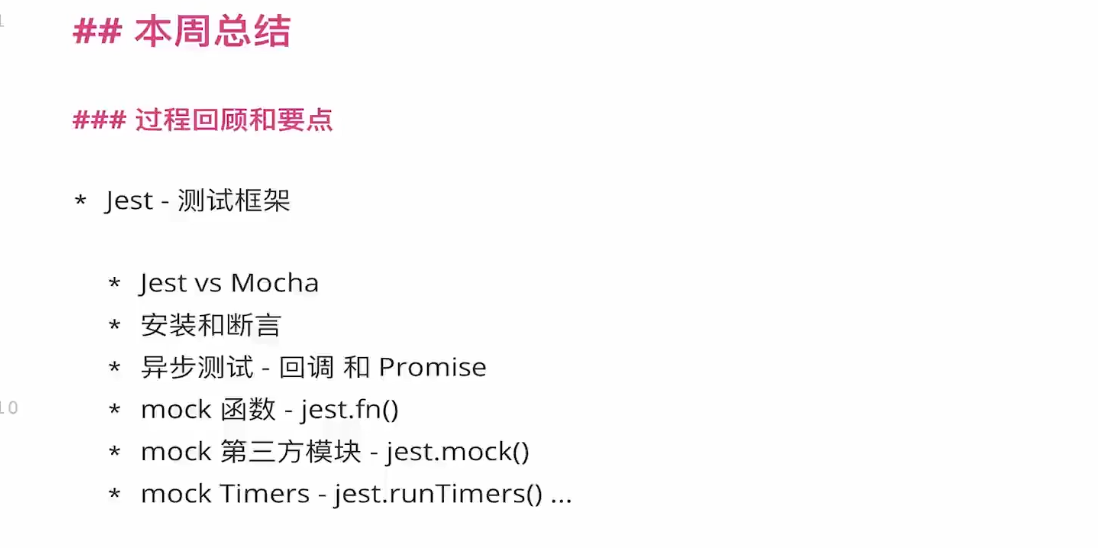 ## 本周总结
### 过程回顾和要点
* Jest - 测试框架
* Jest vs Mocha
* 安装和断言
* 异步测试 - 回调 和 Promise
10
* mock 函数 - jest.fn()
* mock 第三方模块 - jest.mock()
* mock Timers - jest.runTimers() ...